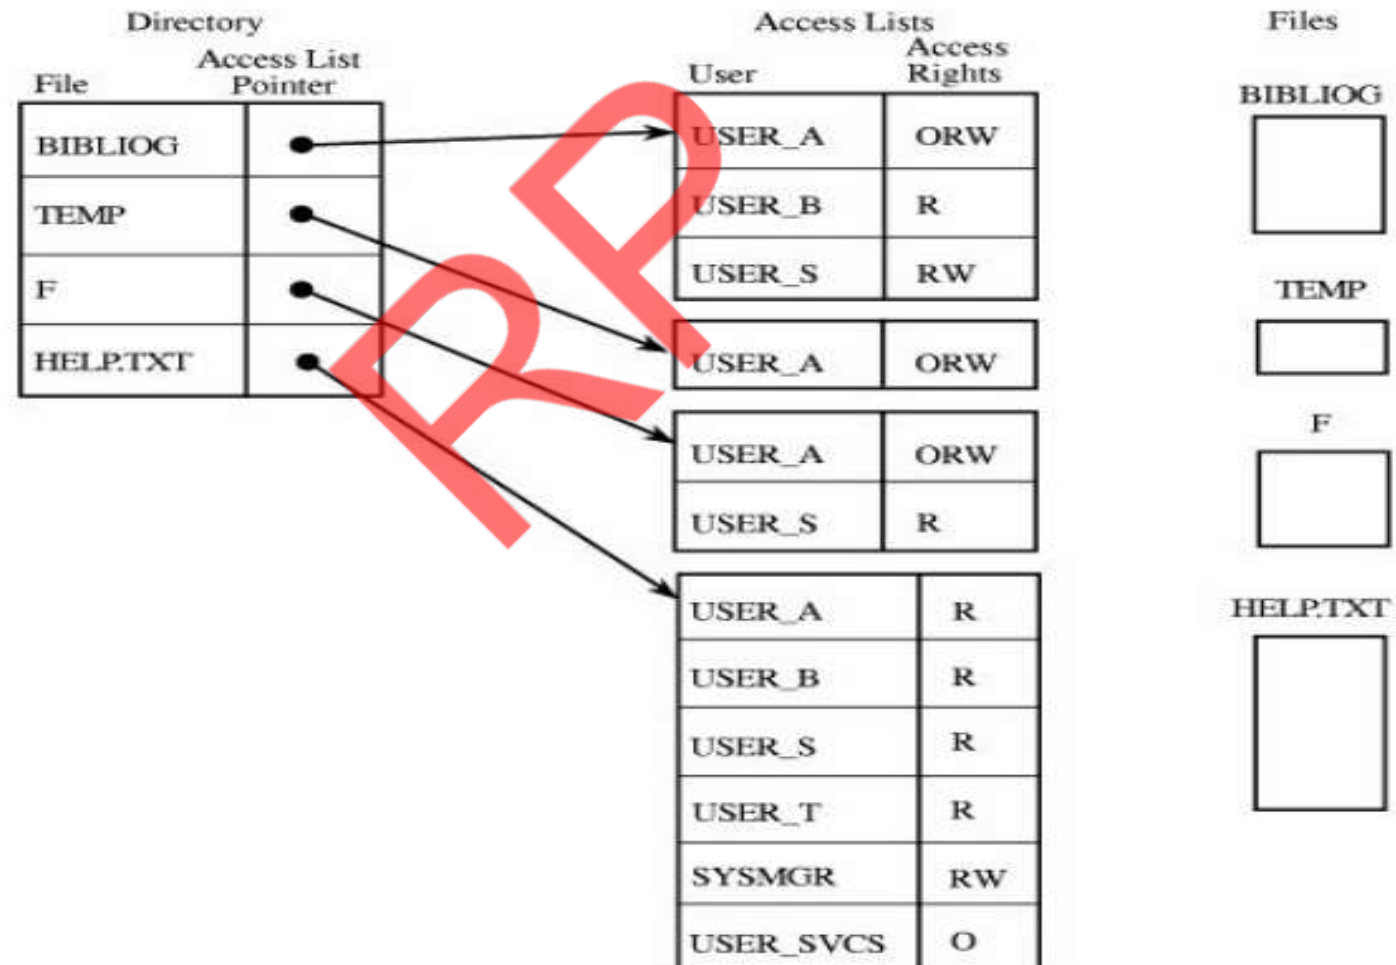 Directory
Access List
File Pointer
BIBLIOG
TEMP
F
HELP.TXT
Access Lists
Access
User Rights
USER_A ORW
USER_B R
USER_S RW
USER_A ORW
USER_A ORW
USER_S R
USER_A R
USER_B R
USER_S R
USER_T R
SYSMGR RW
USER_SVCS O
Files
BIBLIOG
TEMP
F
HELP.TXT
RP